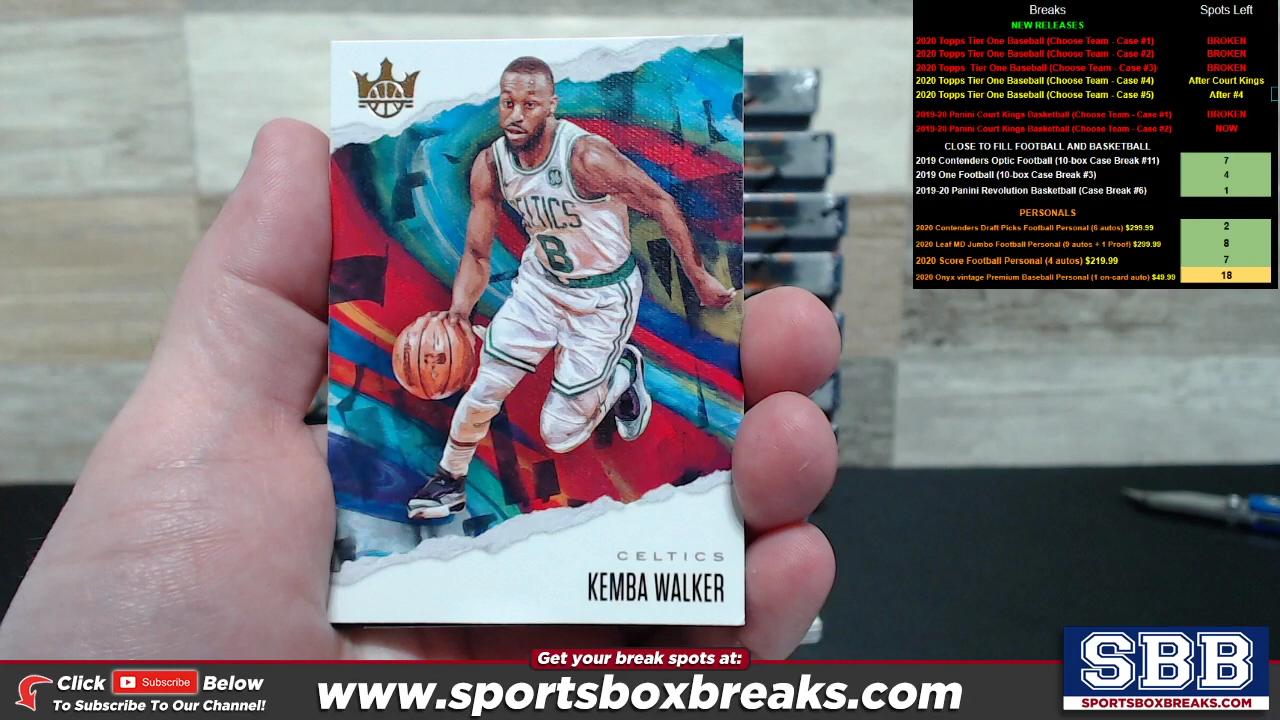 Breaks Spots Left
NEW RELEASES
2020 Topps Tier One Baseball (Choose Team - Case #1) BROKEN
2020 Topps Tier One Baseball (Choose Team - Case #2) BROKEN
2020 Topps Tier One Baseball (Choose Team - Case #3) BROKEN
2020 Topps Tier One Baseball (Choose Team - Case #4) After Court Kings
2020 Topps Tier One Baseball (Choose Team - Case #5) After #4
2019-20 Panini Court Kings Basketball (Choose Team - Case #1) BROKEN
2019-20 Panini Court Kings Basketball (Choose Team - Case #2) NOW
CLOSE TO FILL FOOTBALL AND BASKETBALL
2019 Contenders Optic Football (10-box Case Break #11) 7
2019 One Football (10-box Case Break #3) 4
2019-20 Panini Revolution Basketball (Case Break #6) 1
PERSONALS
2020 Contenders Draft Picks Football Personal (6 autos) $299.99 2
2020 Leaf MD Jumbo Football Personal (9 autos + 1 Proof) $299.99 8
2020 Score Football Personal (4 autos) $219.99 7
2020 Onyx vintage Premium Baseball Personal (1 on-card auto) $49.99 18
CELTICS
8
CELTICS
KEMBA WALKER
Get your break spots at:
Click Subscribe Below
To Subscribe To Our Channel!
www.sportsboxbreaks.com
SBB
SPORTSBOXBREAKS.COM